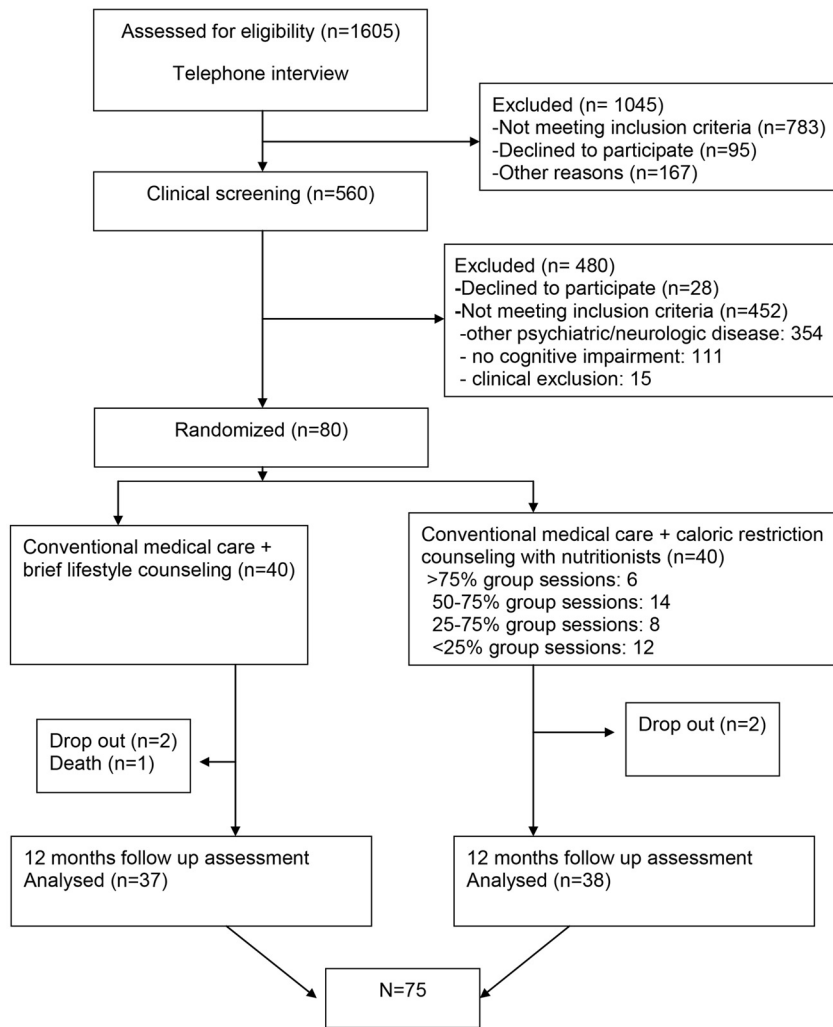 Assessed for eligibility (n=1605)
Telephone interview
Excluded (n= 1045)
-Not meeting inclusion criteria (n=783)
-Declined to participate (n=95)
-Other reasons (n=167)
Clinical screening (n=560)
Excluded (n= 480)
-Declined to participate (n=28)
-Not meeting inclusion criteria (n=452)
-other psychiatric/neurologic disease: 354
- no cognitive impairment: 111
- clinical exclusion: 15
Randomized (n=80)
Conventional medical care +
brief lifestyle counseling (n=40)
Conventional medical care + caloric restriction
counseling with nutritionists (n=40)
>75% group sessions: 6
50-75% group sessions: 14
25-75% group sessions: 8
<25% group sessions: 12
Drop out (n=2)
Death (n=1)
Drop out (n=2)
12 months follow up assessment
Analysed (n=37)
12 months follow up assessment
Analysed (n=38)
N=75